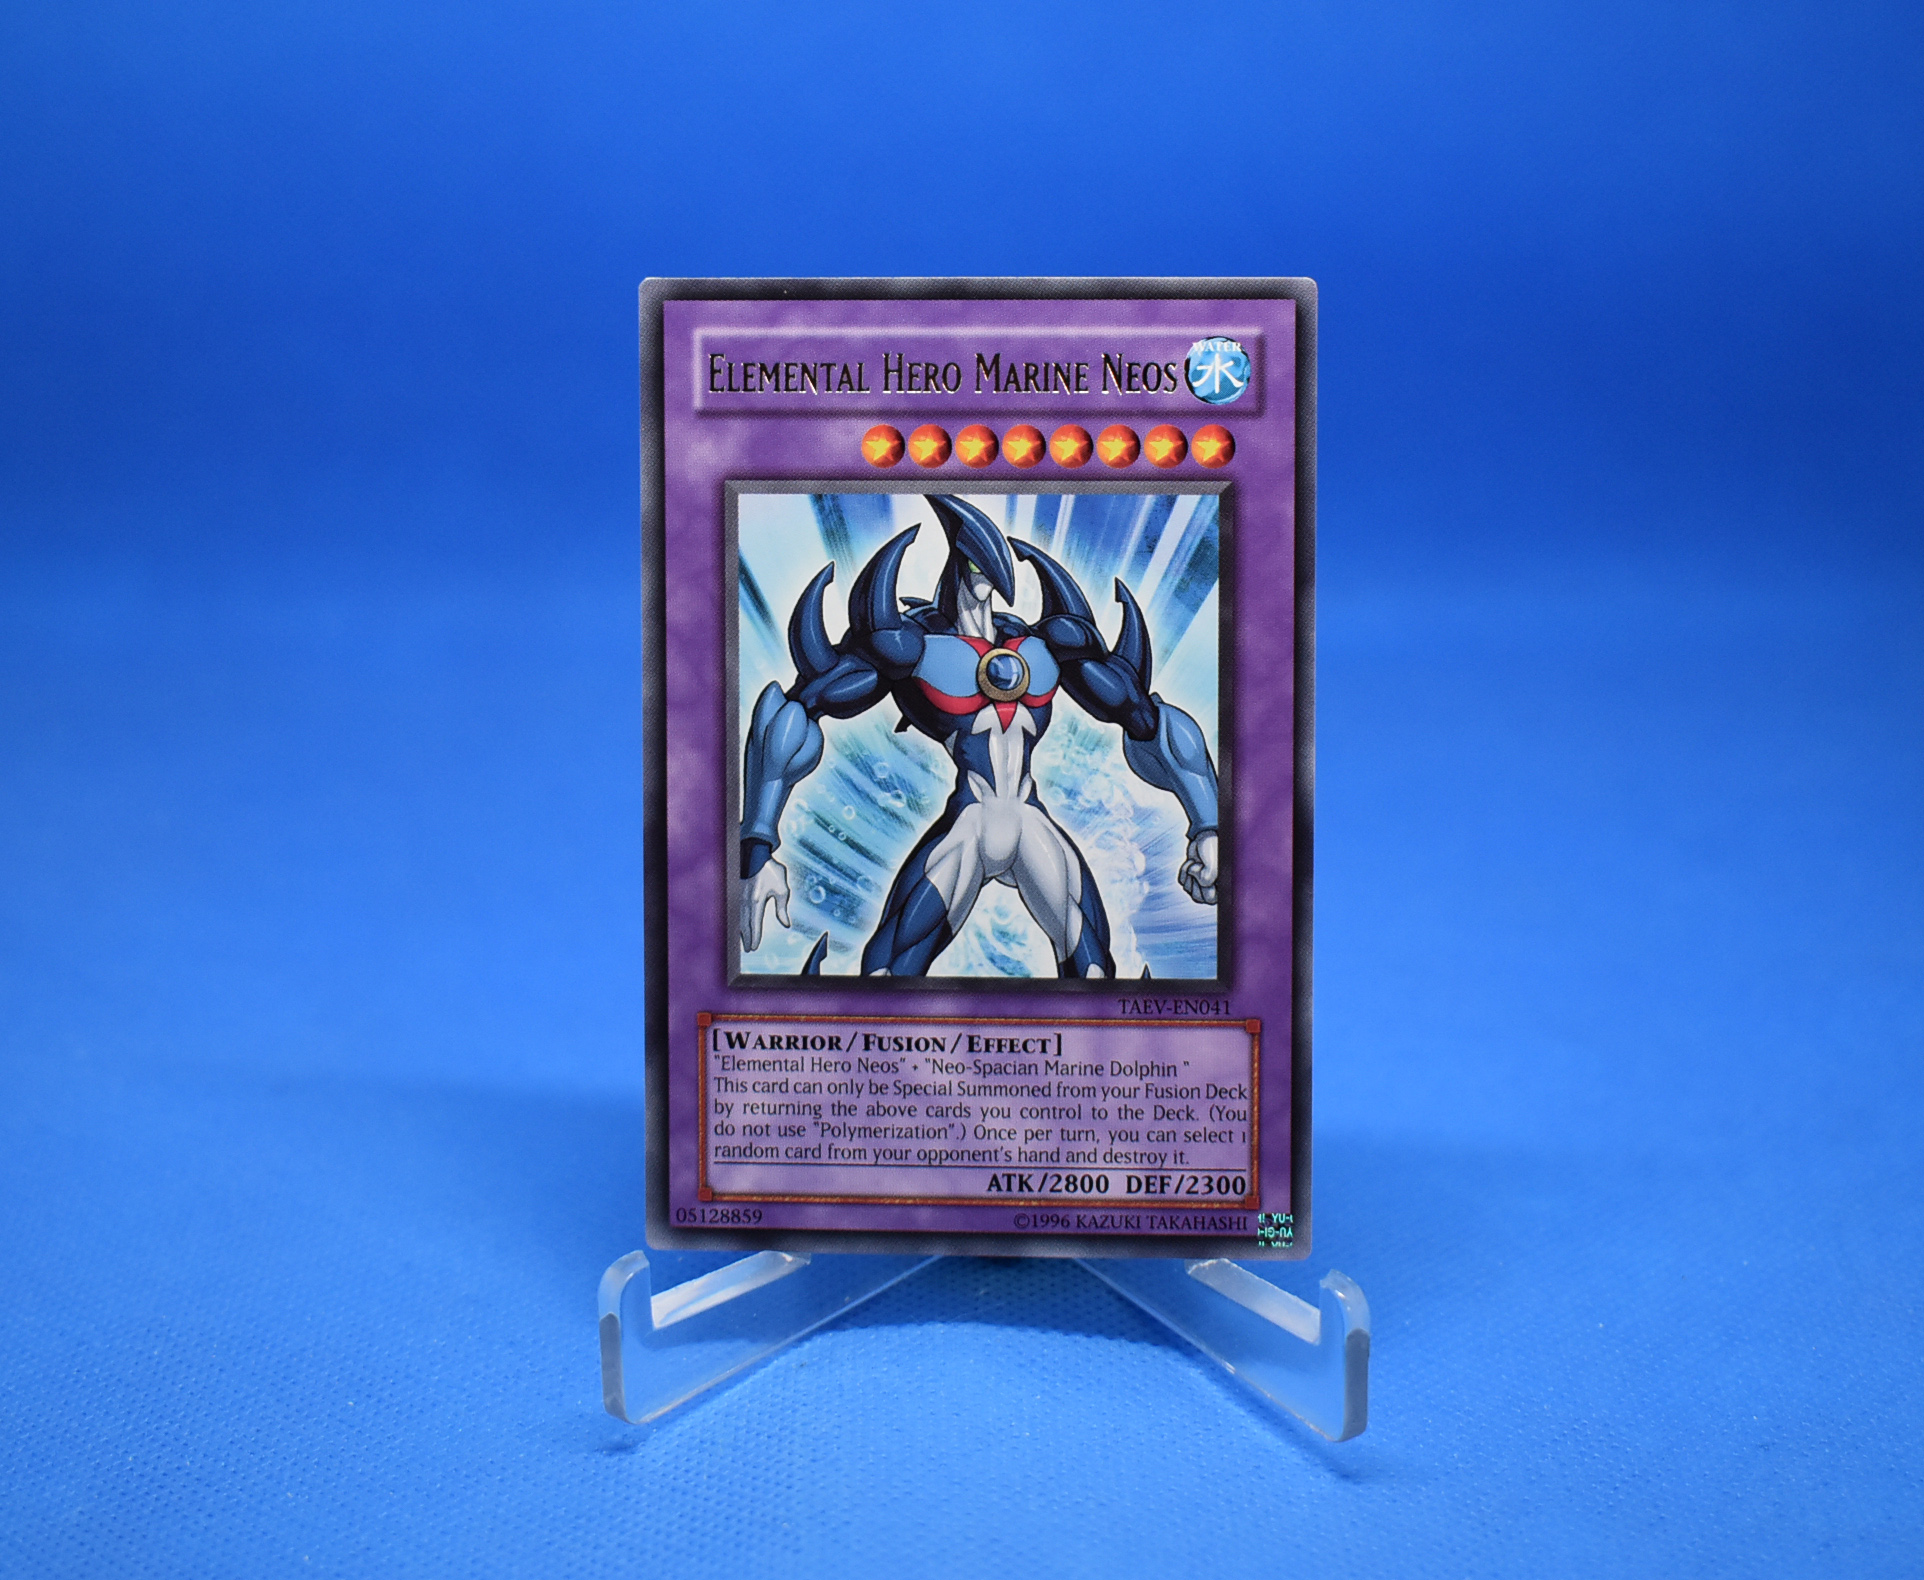 ELEMENTAL HERO MARINE NEOS
WATER
水
TAEV-EN041
[WARRIOR/FUSION/EFFECT]
"Elemental Hero Neos" + "Neo-Spacian Marine Dolphin "
This card can only be Special Summoned from your Fusion Deck
by returning the above cards you control to the Deck. (You
do not use "Polymerization".) Once per turn, you can select 1
random card from your opponent's hand and destroy it.
ATK/2800 DEF/2300
05128859
©1996 KAZUKI TAKAHASHI